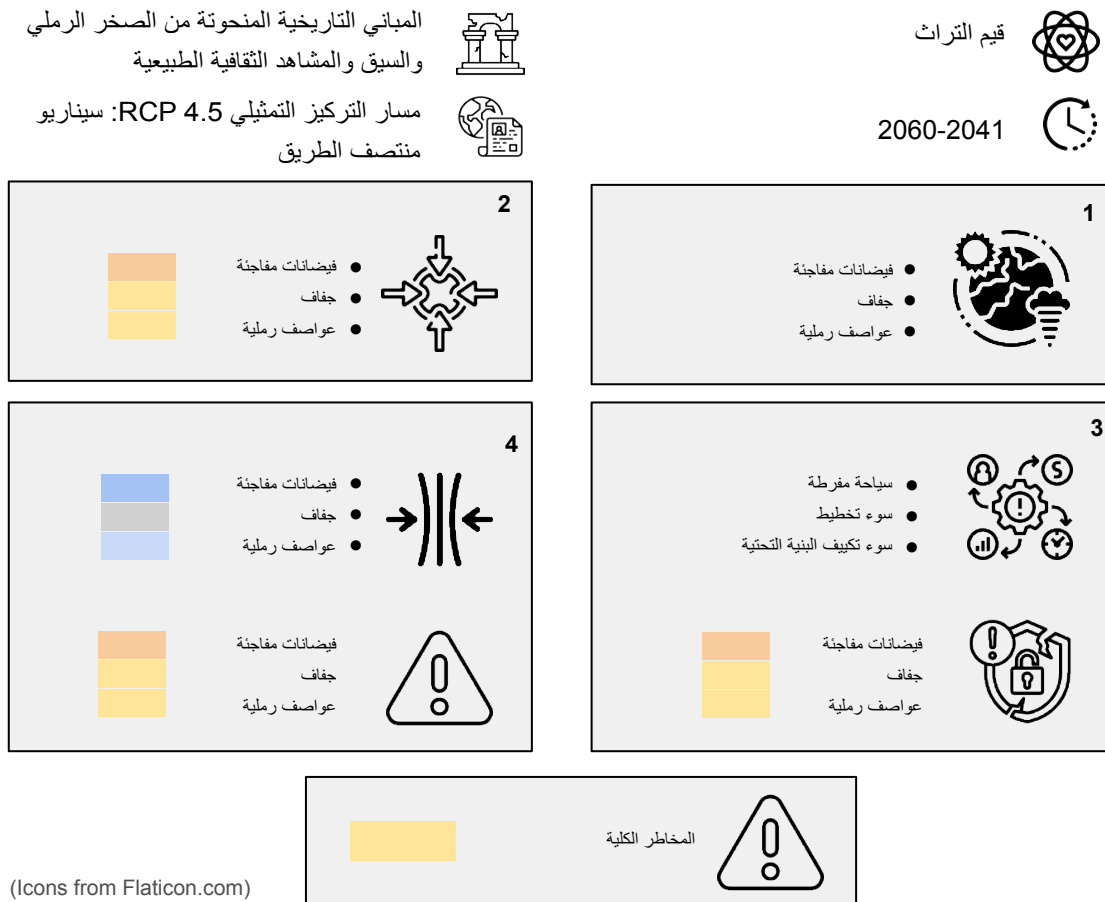 قيم التراث
المباني التاريخية المنحوتة من الصخر الرملي
والسيق والمشاهد الثقافية الطبيعية
2060-2041
مسار التركيز التمثيلي RCP 4.5: سيناريو
منتصف الطريق
1
● فيضانات مفاجئة
● جفاف
● عواصف رملية
2
● فيضانات مفاجئة
● جفاف
● عواصف رملية
3
● سياحة مفرطة
● سوء تخطيط
● سوء تكييف البنية التحتية
فيضانات مفاجئة
جفاف
عواصف رملية
4
● فيضانات مفاجئة
● جفاف
● عواصف رملية
فيضانات مفاجئة
جفاف
عواصف رملية
المخاطر الكلية
(Icons from Flaticon.com)